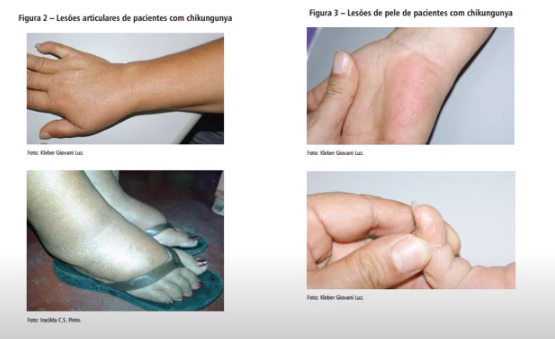 Figura 2 – Lesões articulares de pacientes com chikungunya
Foto: Kleber Giovani Luz.
Foto: Iracilda C.S. Pinto.
Figura 3 – Lesões de pele de pacientes com chikungunya
Foto: Kleber Giovani Luz.
Foto: Kleber Giovani Luz.